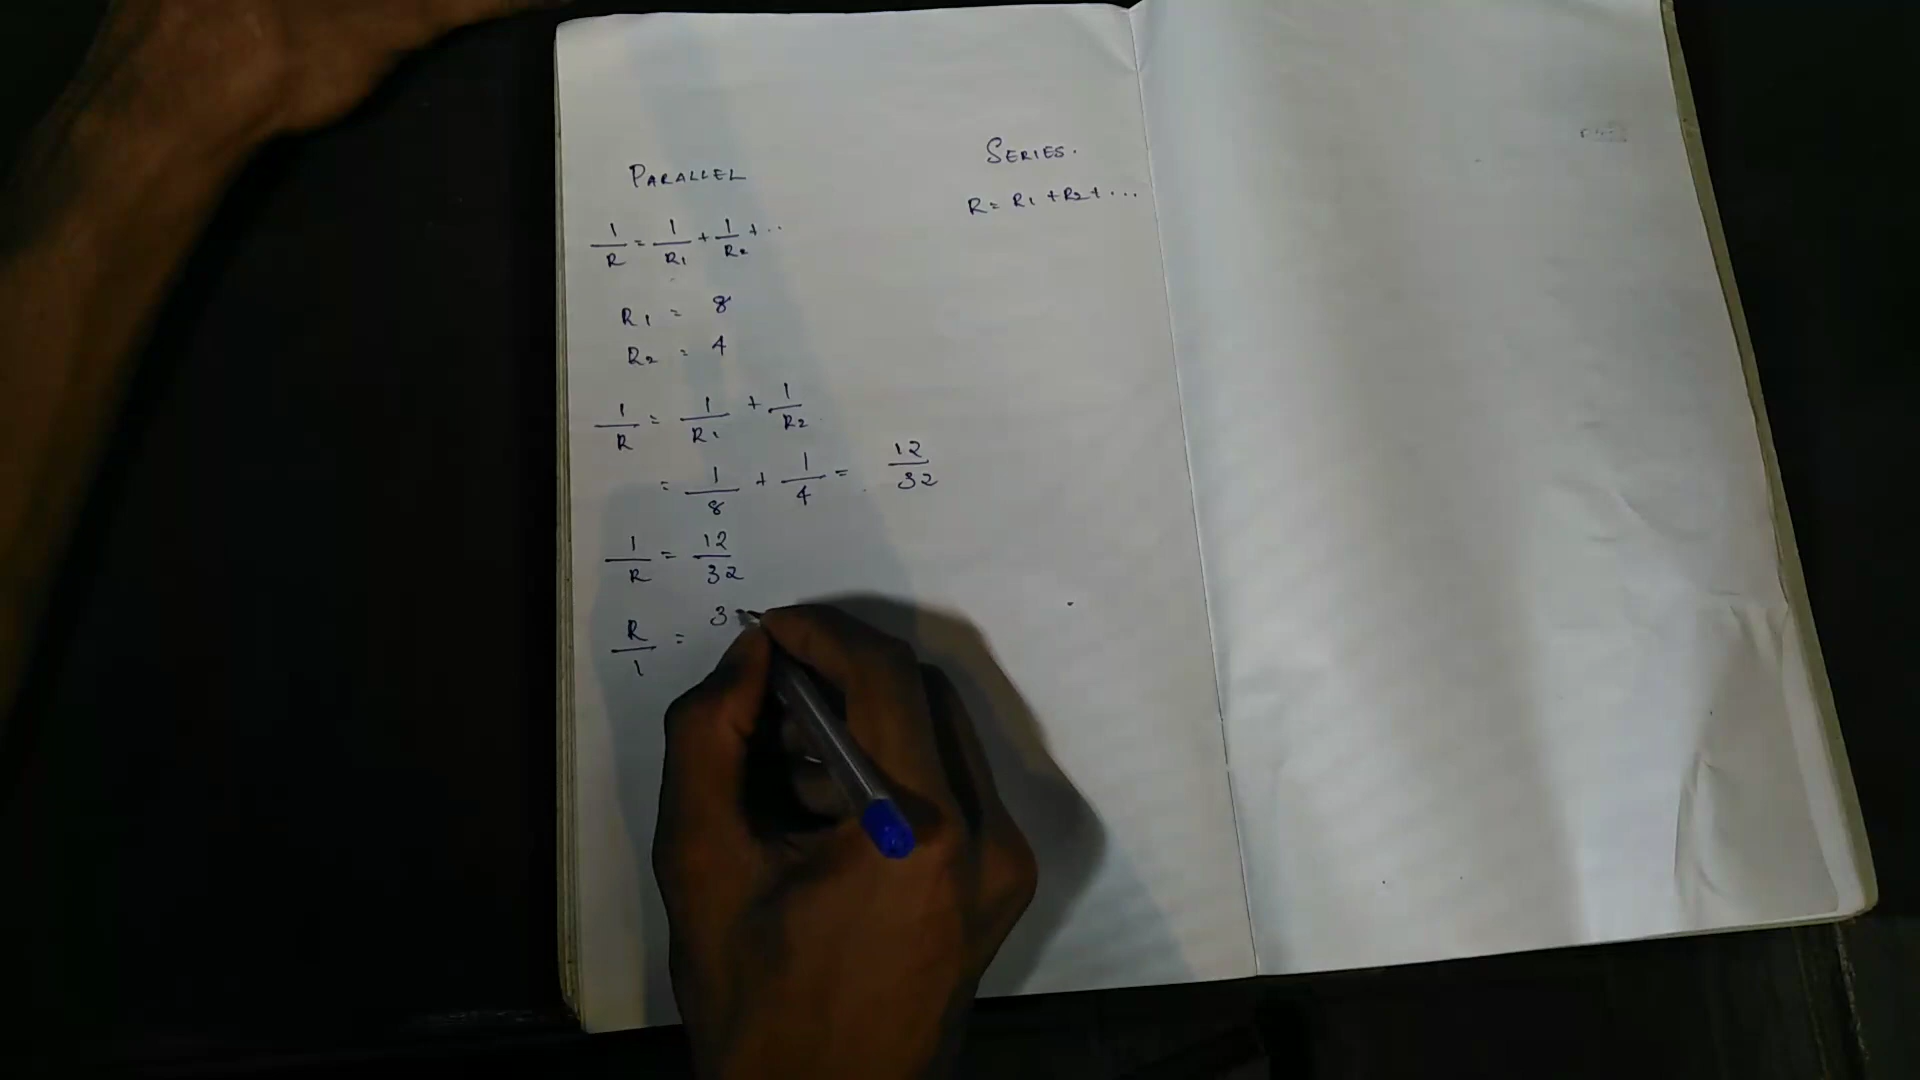 PARALLEL
1/R = 1/R1 + 1/R2 + ..
R1 = 8
R2 = 4
1/R = 1/R1 + 1/R2
= 1/8 + 1/4 = 12/32
1/R = 12/32
R/1 = 3
SERIES.
R = R1 + R2 + ...